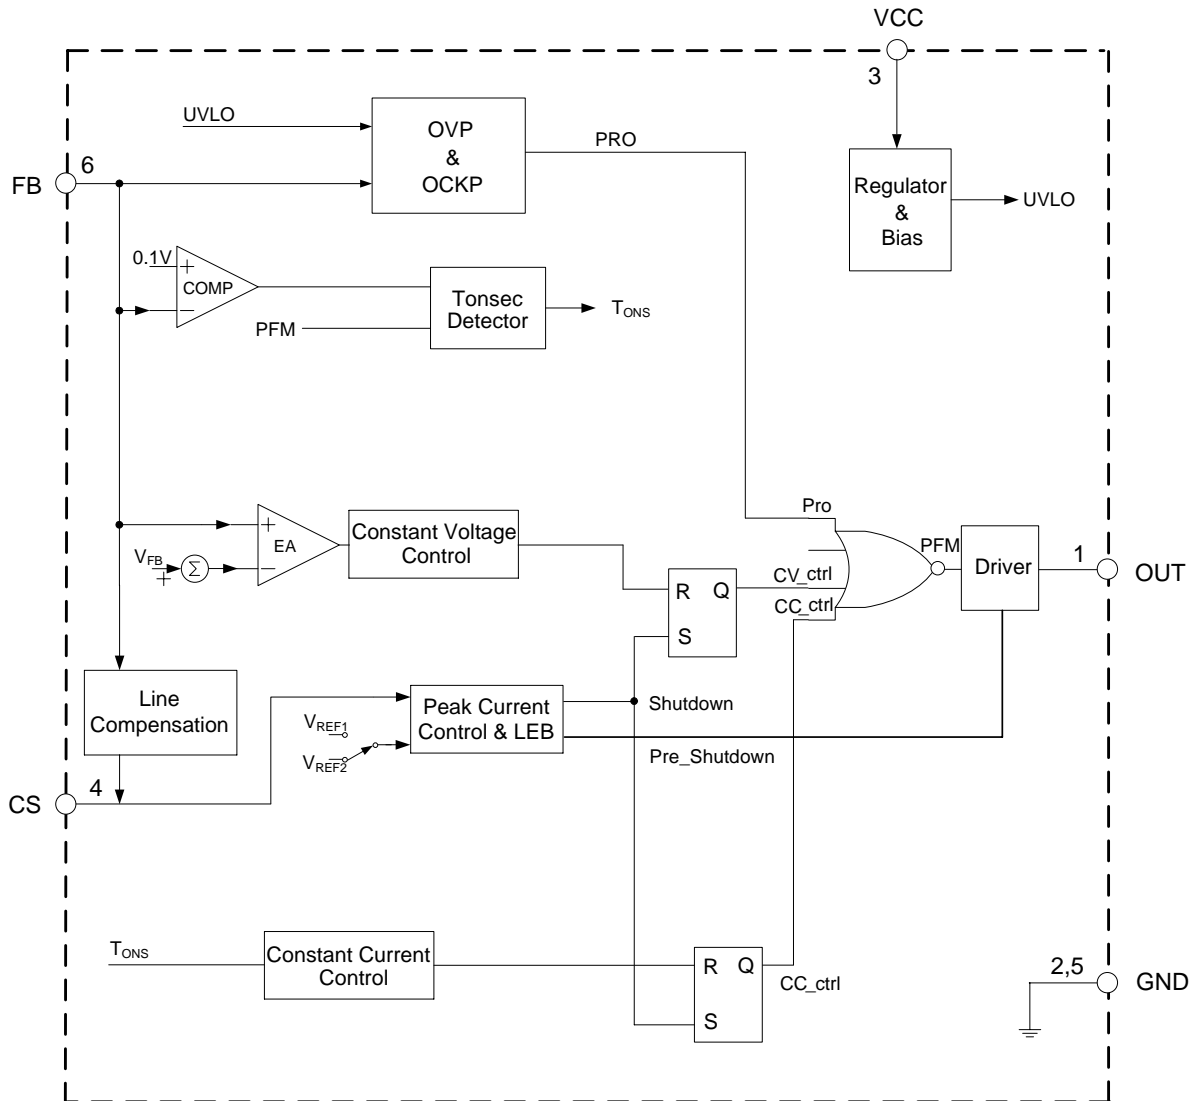 VCC
3
UVLO
OVP
&
OCKP
PRO
FB
6
Regulator
&
Bias
UVLO
0.1V
+
COMP
−
PFM
Tonsec
Detector
TONS
VFB
+
Σ
+
EA
−
Constant Voltage
Control
R
Q
S
Pro
CV_ctrl
CC_ctrl
PFM
Driver
1
OUT
Line
Compensation
VREF1
VREF2
Peak Current
Control & LEB
Shutdown
Pre_Shutdown
CS
4
TONS
Constant Current
Control
R
Q
S
CC_ctrl
2,5
GND